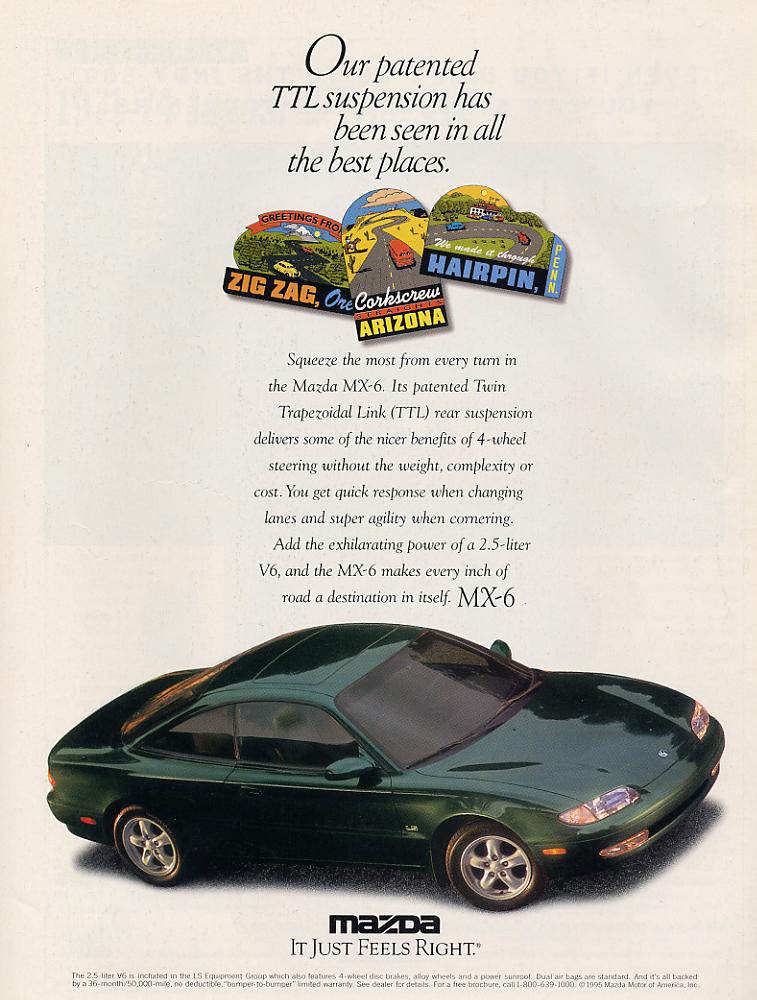 Our patented
TTL suspension has
been seen in all
the best places.
GREETINGS FRO
ZIG ZAG, Ore
Corkscrew
STRAIGHTS
ARIZONA
We made it through
HAIRPIN,
PENN.
Squeeze the most from every turn in
the Mazda MX-6. Its patented Twin
Trapezoidal Link (TTL) rear suspension
delivers some of the nicer benefits of 4-wheel
steering without the weight, complexity or
cost. You get quick response when changing
lanes and super agility when cornering.
Add the exhilarating power of a 2.5-liter
V6, and the MX-6 makes every inch of
road a destination in itself. MX-6
mazda
IT JUST FEELS RIGHT.®
The 2.5-liter V6 is included in the LS Equipment Group which also features 4-wheel disc brakes, alloy wheels and a power sunroof. Dual air bags are standard. And it's all backed
by a 36-month/50,000-mile, no deductible, "bumper-to-bumper" limited warranty. See dealer for details. For a free brochure, call 1-800-639-1000. © 1995 Mazda Motor of America, Inc.